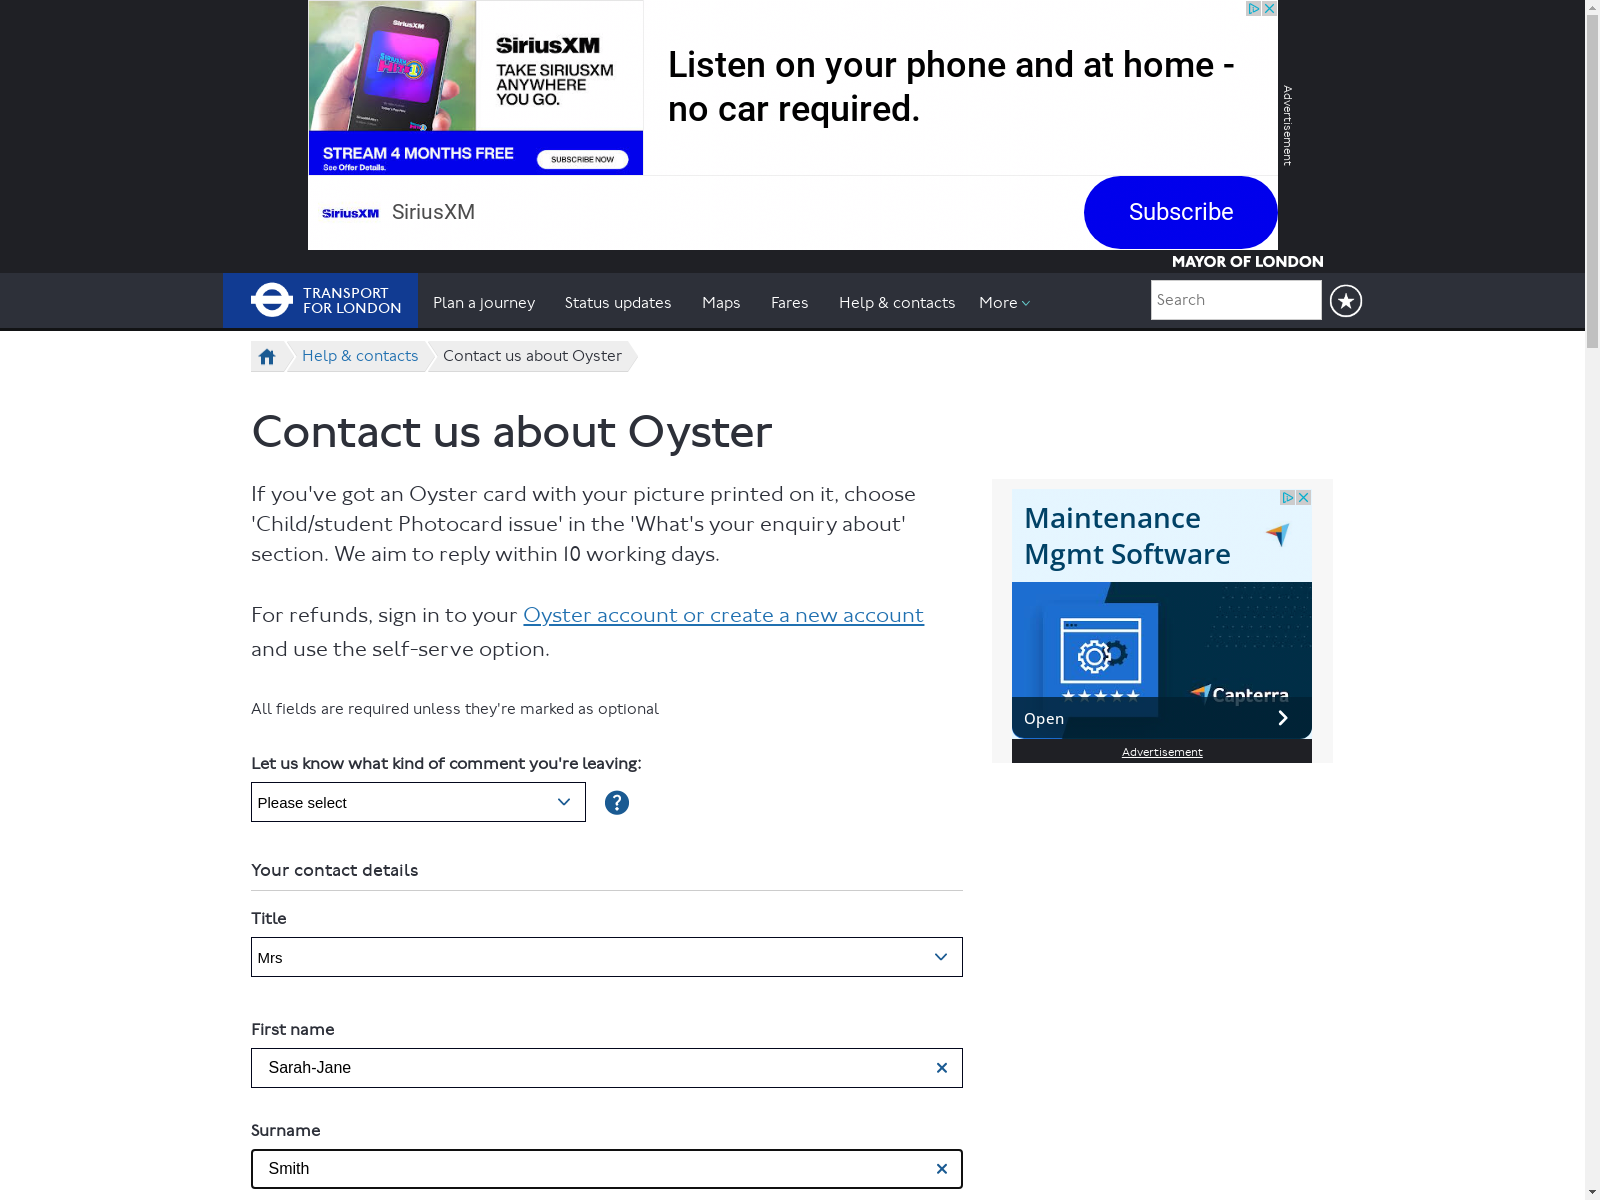 SiriusXM
SiriusXM
TAKE SIRIUSXM
ANYWHERE
YOU GO.
STREAM 4 MONTHS FREE
See Offer Details.
SUBSCRIBE NOW
Listen on your phone and at home -
no car required.
SiriusXM
SiriusXM
Subscribe
Advertisement
MAYOR OF LONDON
TRANSPORT
FOR LONDON
Plan a journey
Status updates
Maps
Fares
Help & contacts
More
Search
Help & contacts
Contact us about Oyster
Contact us about Oyster
If you've got an Oyster card with your picture printed on it, choose
'Child/student Photocard issue' in the 'What's your enquiry about'
section. We aim to reply within 10 working days.
For refunds, sign in to your Oyster account or create a new account
and use the self-serve option.
All fields are required unless they're marked as optional
Let us know what kind of comment you're leaving:
Please select
?
Your contact details
Title
Mrs
First name
Sarah-Jane
Surname
Smith
Maintenance
Mgmt Software
Capterra
Open
Advertisement